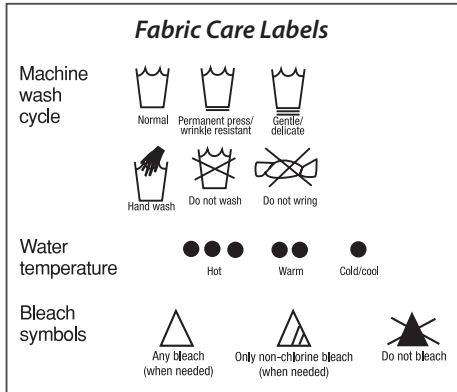 Fabric Care Labels
Machine
wash
cycle
Normal
Permanent press/
wrinkle resistant
Gentle/
delicate
Hand wash
Do not wash
Do not wring
Water
temperature
Hot
Warm
Cold/cool
Bleach
symbols
Any bleach
(when needed)
Only non-chlorine bleach
(when needed)
Do not bleach